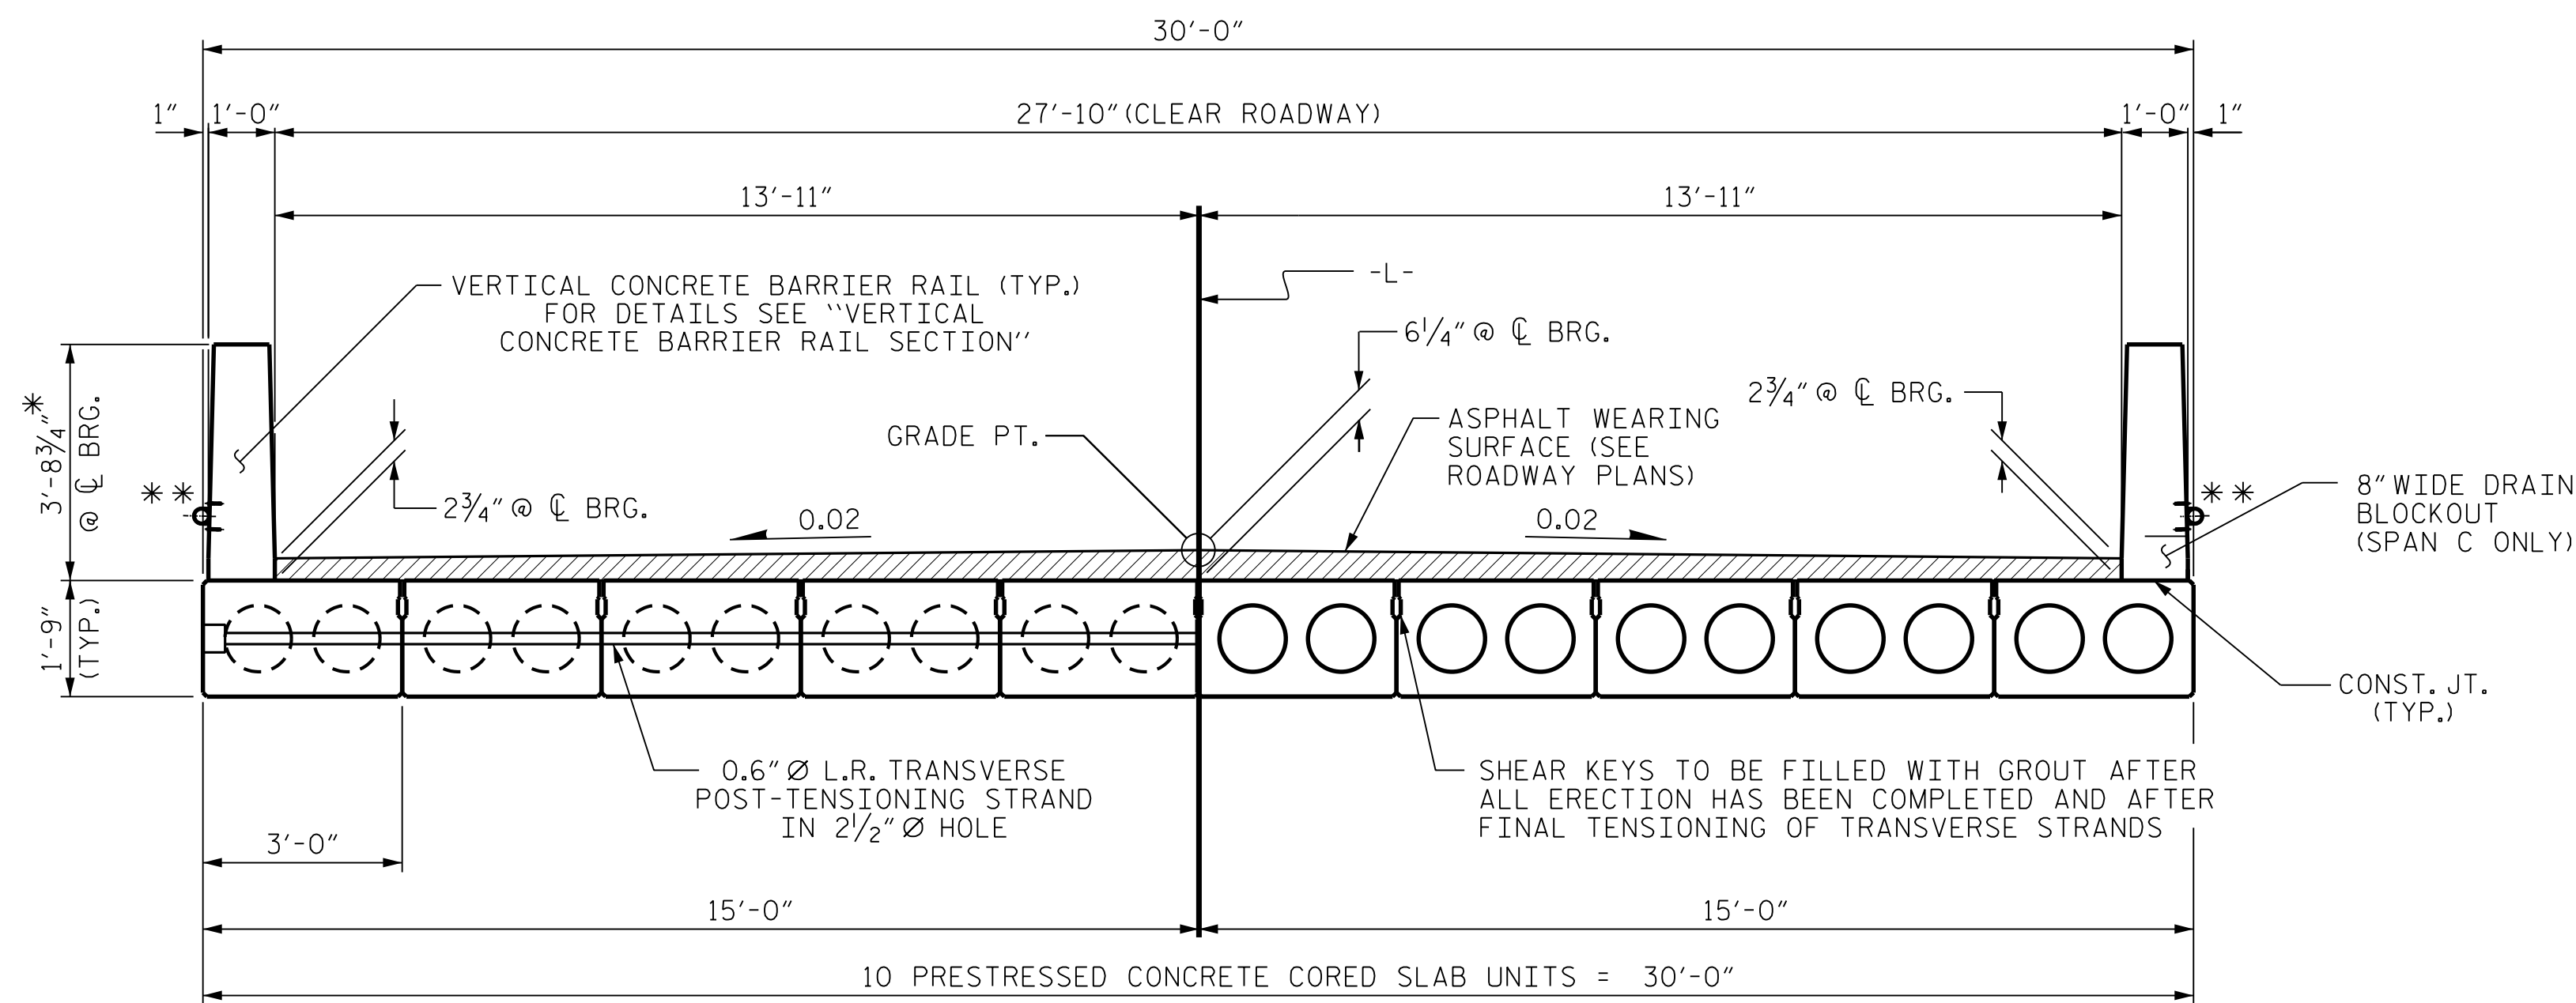 30'-0"
1" 1'-0" 27'-10"(CLEAR ROADWAY) 1'-0" 1"
13'-11" 13'-11"
VERTICAL CONCRETE BARRIER RAIL (TYP.)
FOR DETAILS SEE ‘‘VERTICAL
CONCRETE BARRIER RAIL SECTION’’
-L-
6¼" @ ℄ BRG.
2¾" @ ℄ BRG.
ASPHALT WEARING
SURFACE (SEE
ROADWAY PLANS)
GRADE PT.
3'-8¾"*
@ ℄ BRG.
**
2¾" @ ℄ BRG.
0.02 0.02
**
8" WIDE DRAIN
BLOCKOUT
(SPAN C ONLY)
1'-9"
(TYP.)
CONST. JT.
(TYP.)
0.6" Ø L.R. TRANSVERSE
POST-TENSIONING STRAND
IN 2½" Ø HOLE
SHEAR KEYS TO BE FILLED WITH GROUT AFTER
ALL ERECTION HAS BEEN COMPLETED AND AFTER
FINAL TENSIONING OF TRANSVERSE STRANDS
3'-0"
15'-0" 15'-0"
10 PRESTRESSED CONCRETE CORED SLAB UNITS = 30'-0"